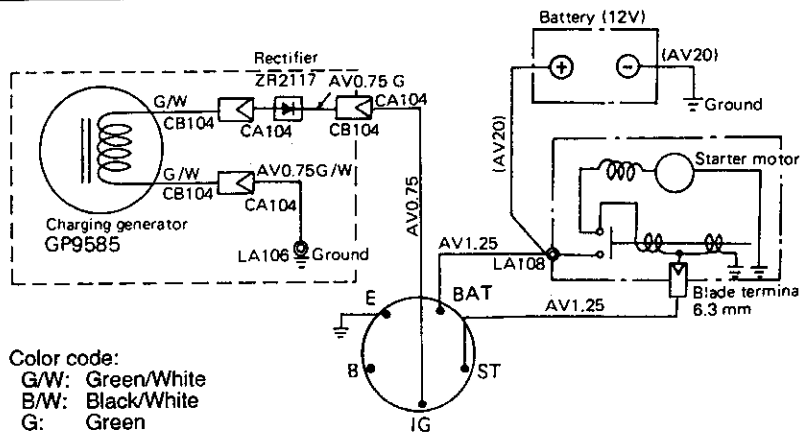 Battery (12V)
(AV20)
Ground
Rectifier
ZR2117
AV0.75 G
G/W
CB104
CA104
CB104
CA104
G/W
CB104
AV0.75G/W
CA104
Charging generator
GP9585
LA106
Ground
AV0.75
(AV20)
Starter motor
AV1.25
LA108
Blade termina
6.3 mm
AV1.25
E
BAT
B
ST
IG
Color code:
G/W: Green/White
B/W: Black/White
G: Green